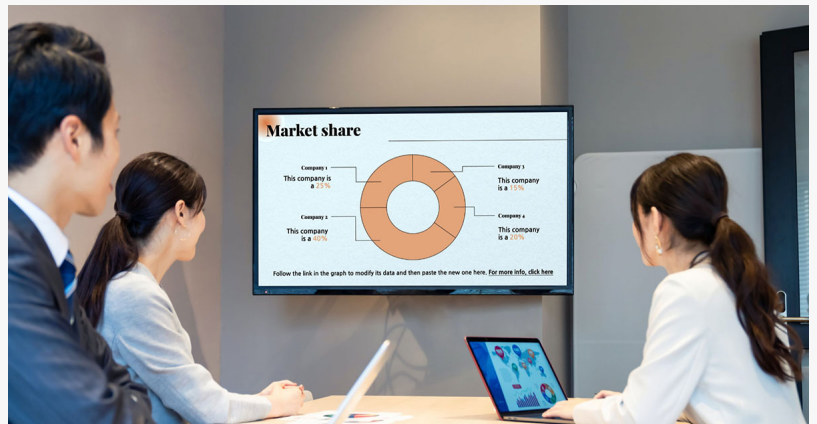 Market share
Company 1
This company is
a 25%
Company 2
This company
is a 40%
Company 3
This company
is a 15%
Company 4
This company
is a 20%
Follow the link in the graph to modify its data and then paste the new one here. For more info, click here